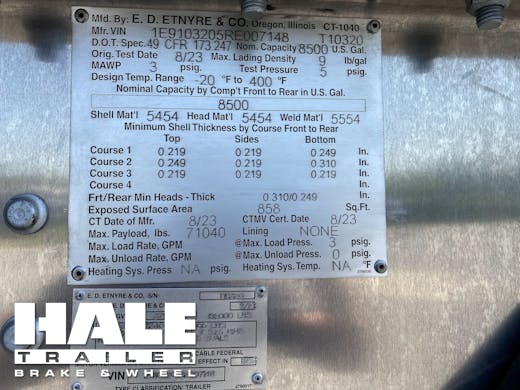 Mfd. By: E. D. ETNYRE & CO. Oregon, Illinois CT-1040
Mfr. VIN 1E9103205RE007148 T10320
D.O.T. Spec. 49 CFR 173.247 Nom. Capacity 8500 U.S. Gal.
Orig. Test Date 8/23 Max. Lading Density 9 lb/gal
MAWP 3 psig. Test Pressure 5 psig.
Design Temp. Range -20 °F to 400 °F
Nominal Capacity by Comp't Front to Rear in U.S. Gal.
8500
Shell Mat'l 5454 Head Mat'l 5454 Weld Mat'l 5554
Minimum Shell Thickness by Course Front to Rear
Top Sides Bottom
Course 1 0.219 0.219 0.249 In.
Course 2 0.249 0.219 0.310 In.
Course 3 0.219 0.219 0.219 In.
Course 4 In.
Frt/Rear Min Heads - Thick 0.310/0.249 In.
Exposed Surface Area 858 Sq.Ft.
CT Date of Mfr. 8/23 CTMV Cert. Date 8/23
Max. Payload, lbs. 71040 Lining NONE
Max. Load Rate, GPM @Max. Load Press. 3 psig.
Max. Unload Rate, GPM @Max. Unload Press. 0 psig.
Heating Sys. Press NA psig. Heating Sys. Temp. NA °F
E. D. ETNYRE & CO. S/N
E. D. ETNYRE & C
HALE
TRAILER
BRAKE & WHEEL
CABLE FEDERAL
VIN
TYPE CLASSIFICATION: TRAILER